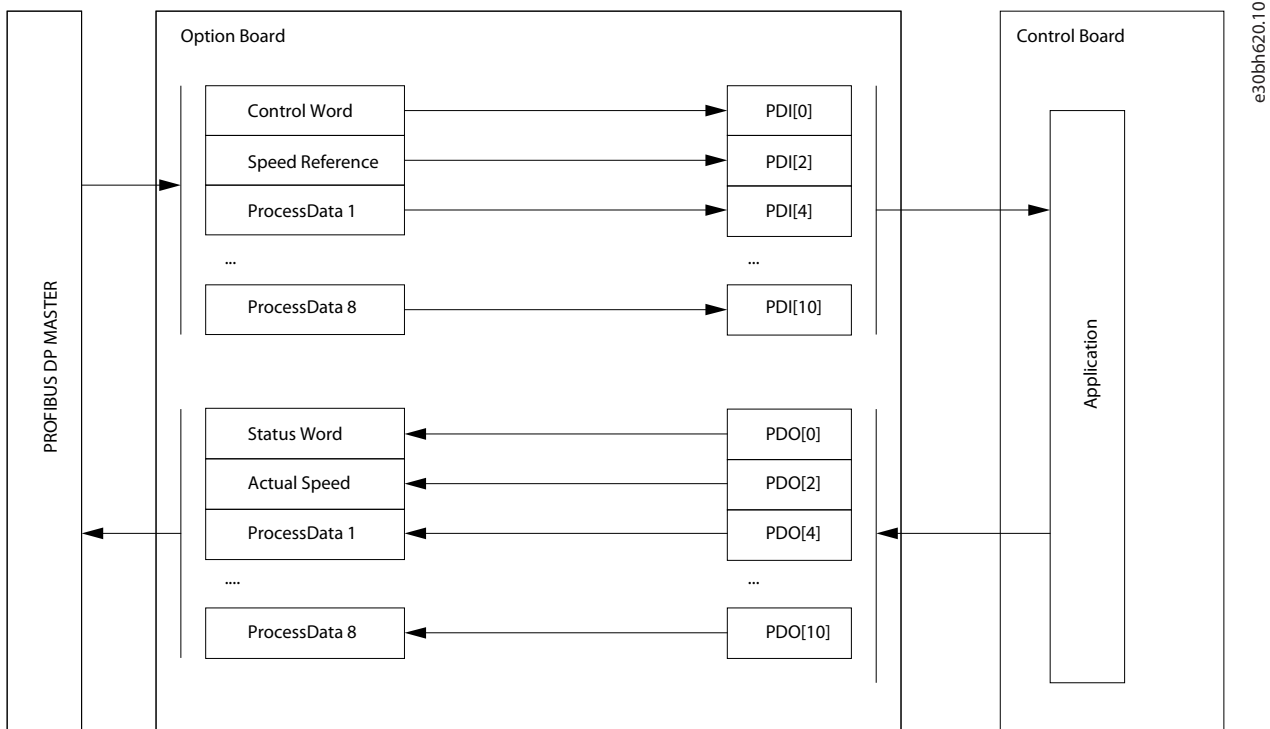 e30bh620.10
Option Board
Control Board
Control Word
PDI[0]
Speed Reference
PDI[2]
ProcessData 1
PDI[4]
...
...
ProcessData 8
PDI[10]
PROFIBUS DP MASTER
Application
Status Word
PDO[0]
Actual Speed
PDO[2]
ProcessData 1
PDO[4]
....
...
ProcessData 8
PDO[10]